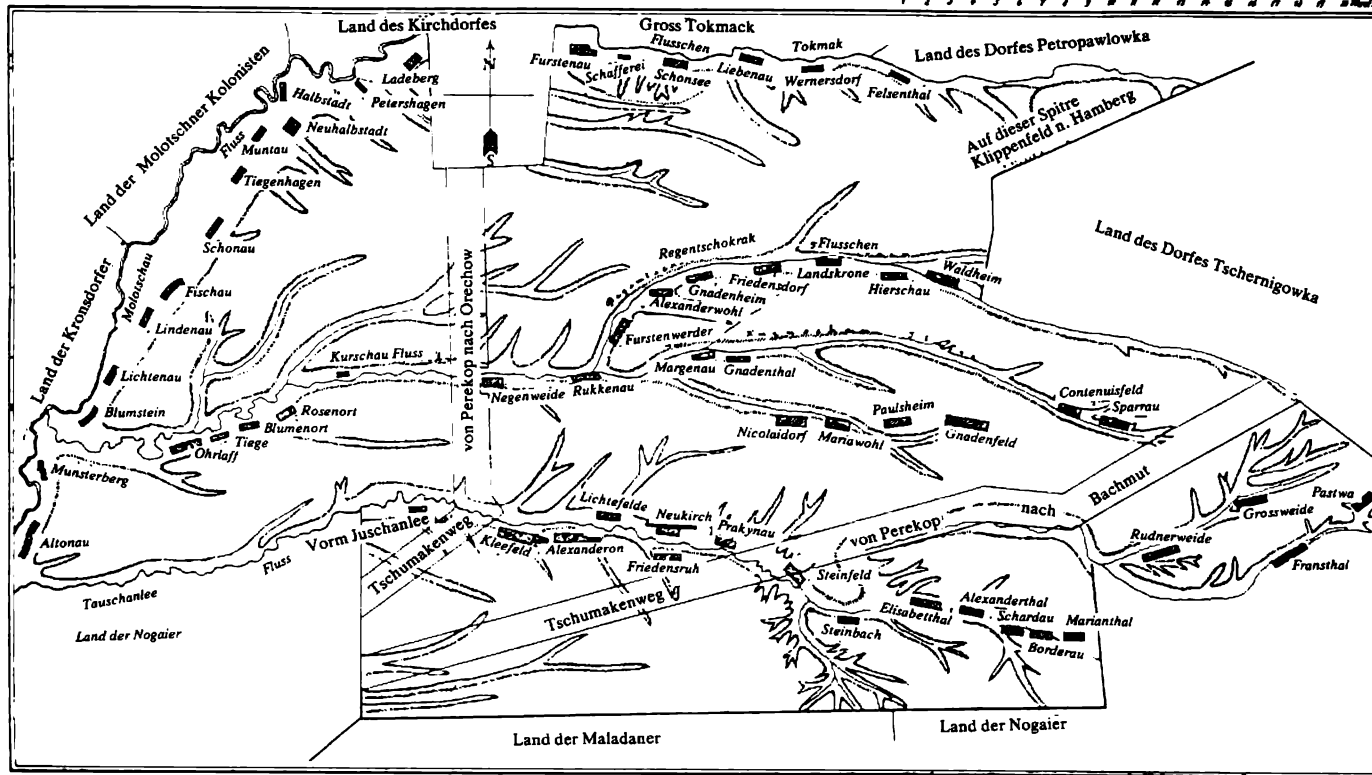 Land des Kirchdorfes
Gross Tokmack
Land des Dorfes Petropawlowka
Flusschen
Tokmak
Furstenau
Schafferei
Schonsee
Liebenau
Wernersdorf
Felsenthal
Auf dieser Spitre
Klippenfeld n. Hamberg
N
S
Ladeberg
Petershagen
Halbstadt
Neuhalbstadt
Fluss
Muntau
Tiegenhagen
Land der Molotschner Kolonisten
Schonau
Molotschau
Fischau
Lindenau
Land der Kronsdorfer
Lichtenau
Blumstein
Munsterberg
Altonau
von Perekop nach Orechow
Regentschokrak
Flusschen
Friedensdorf
Landskrone
Hierschau
Waldheim
Gnadenheim
Alexanderwohl
Furstenwerder
Land des Dorfes Tschernigowka
Kurschau Fluss
Negenweide
Rukkenau
Margenau
Gnadenthal
Rosenort
Blumenort
Tiege
Ohrlaff
Nicolaidorf
Mariawohl
Paulsheim
Gnadenfeld
Contenuisfeld
Sparrau
Vorm Juschanlee
Tschumakenweg
Kleefeld
Alexanderon
Lichtefelde
Neukirch
Prakynau
Friedensruh
Tschumakenweg
von Perekop
nach
Bachmut
Grossweide
Pastwa
Rudnerweide
Fransthal
Steinfeld
Steinbach
Elisabetthal
Alexanderthal
Schardau
Borderau
Marianthal
Fluss
Tauschanlee
Land der Nogaier
Land der Maladaner
Land der Nogaier